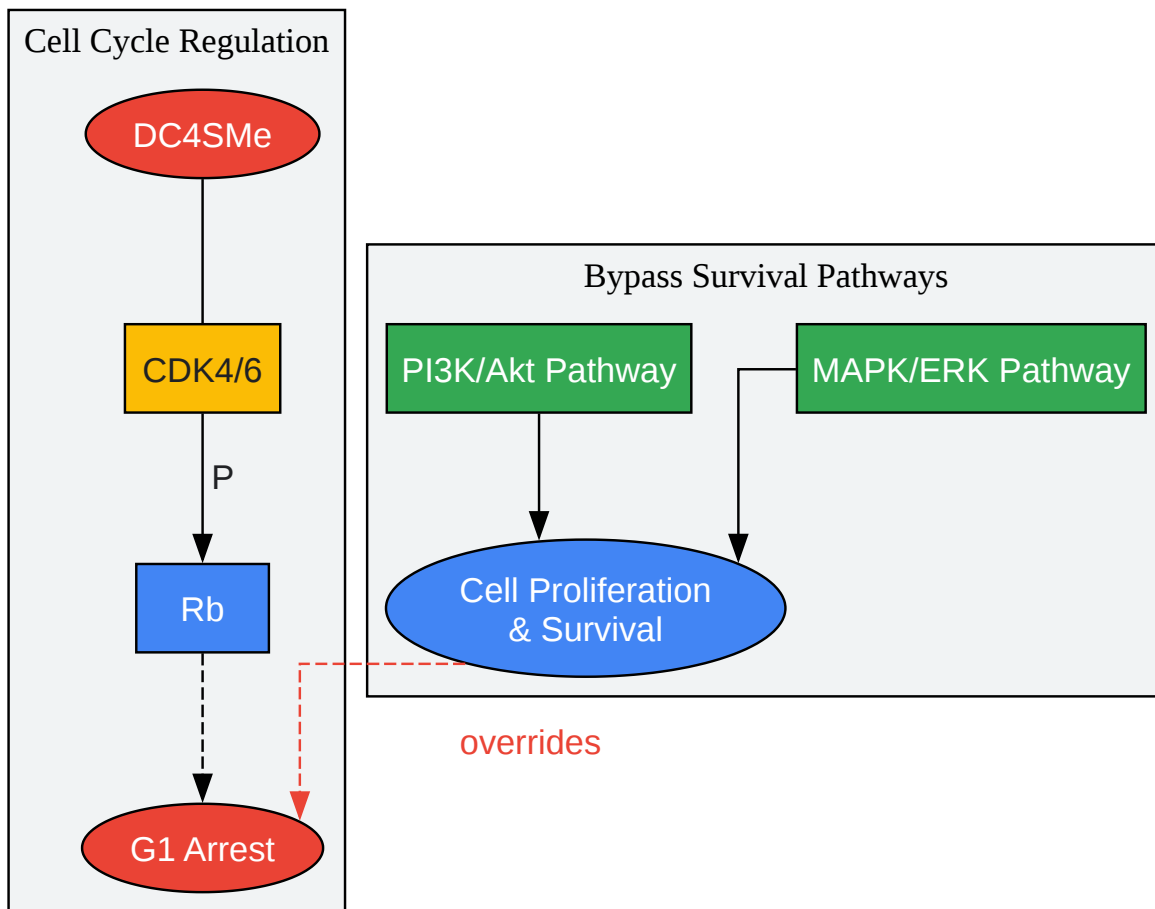 Cell Cycle Regulation
DC4SMe
CDK4/6
P
Rb
G1 Arrest
Bypass Survival Pathways
PI3K/Akt Pathway
MAPK/ERK Pathway
Cell Proliferation
& Survival
overrides